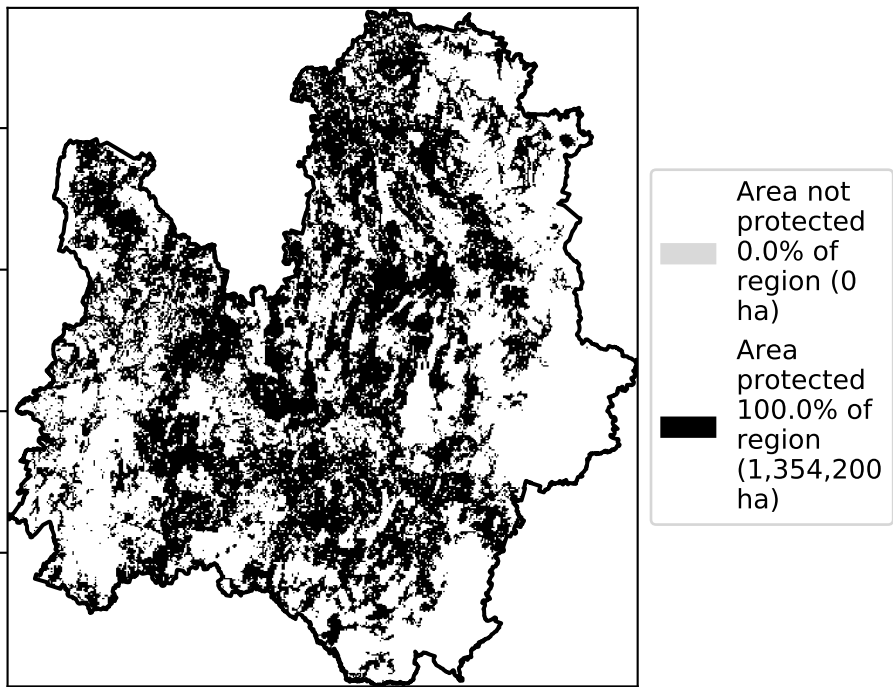 Area not
protected
0.0% of
region (0
ha)
Area
protected
100.0% of
region
(1,354,200
ha)